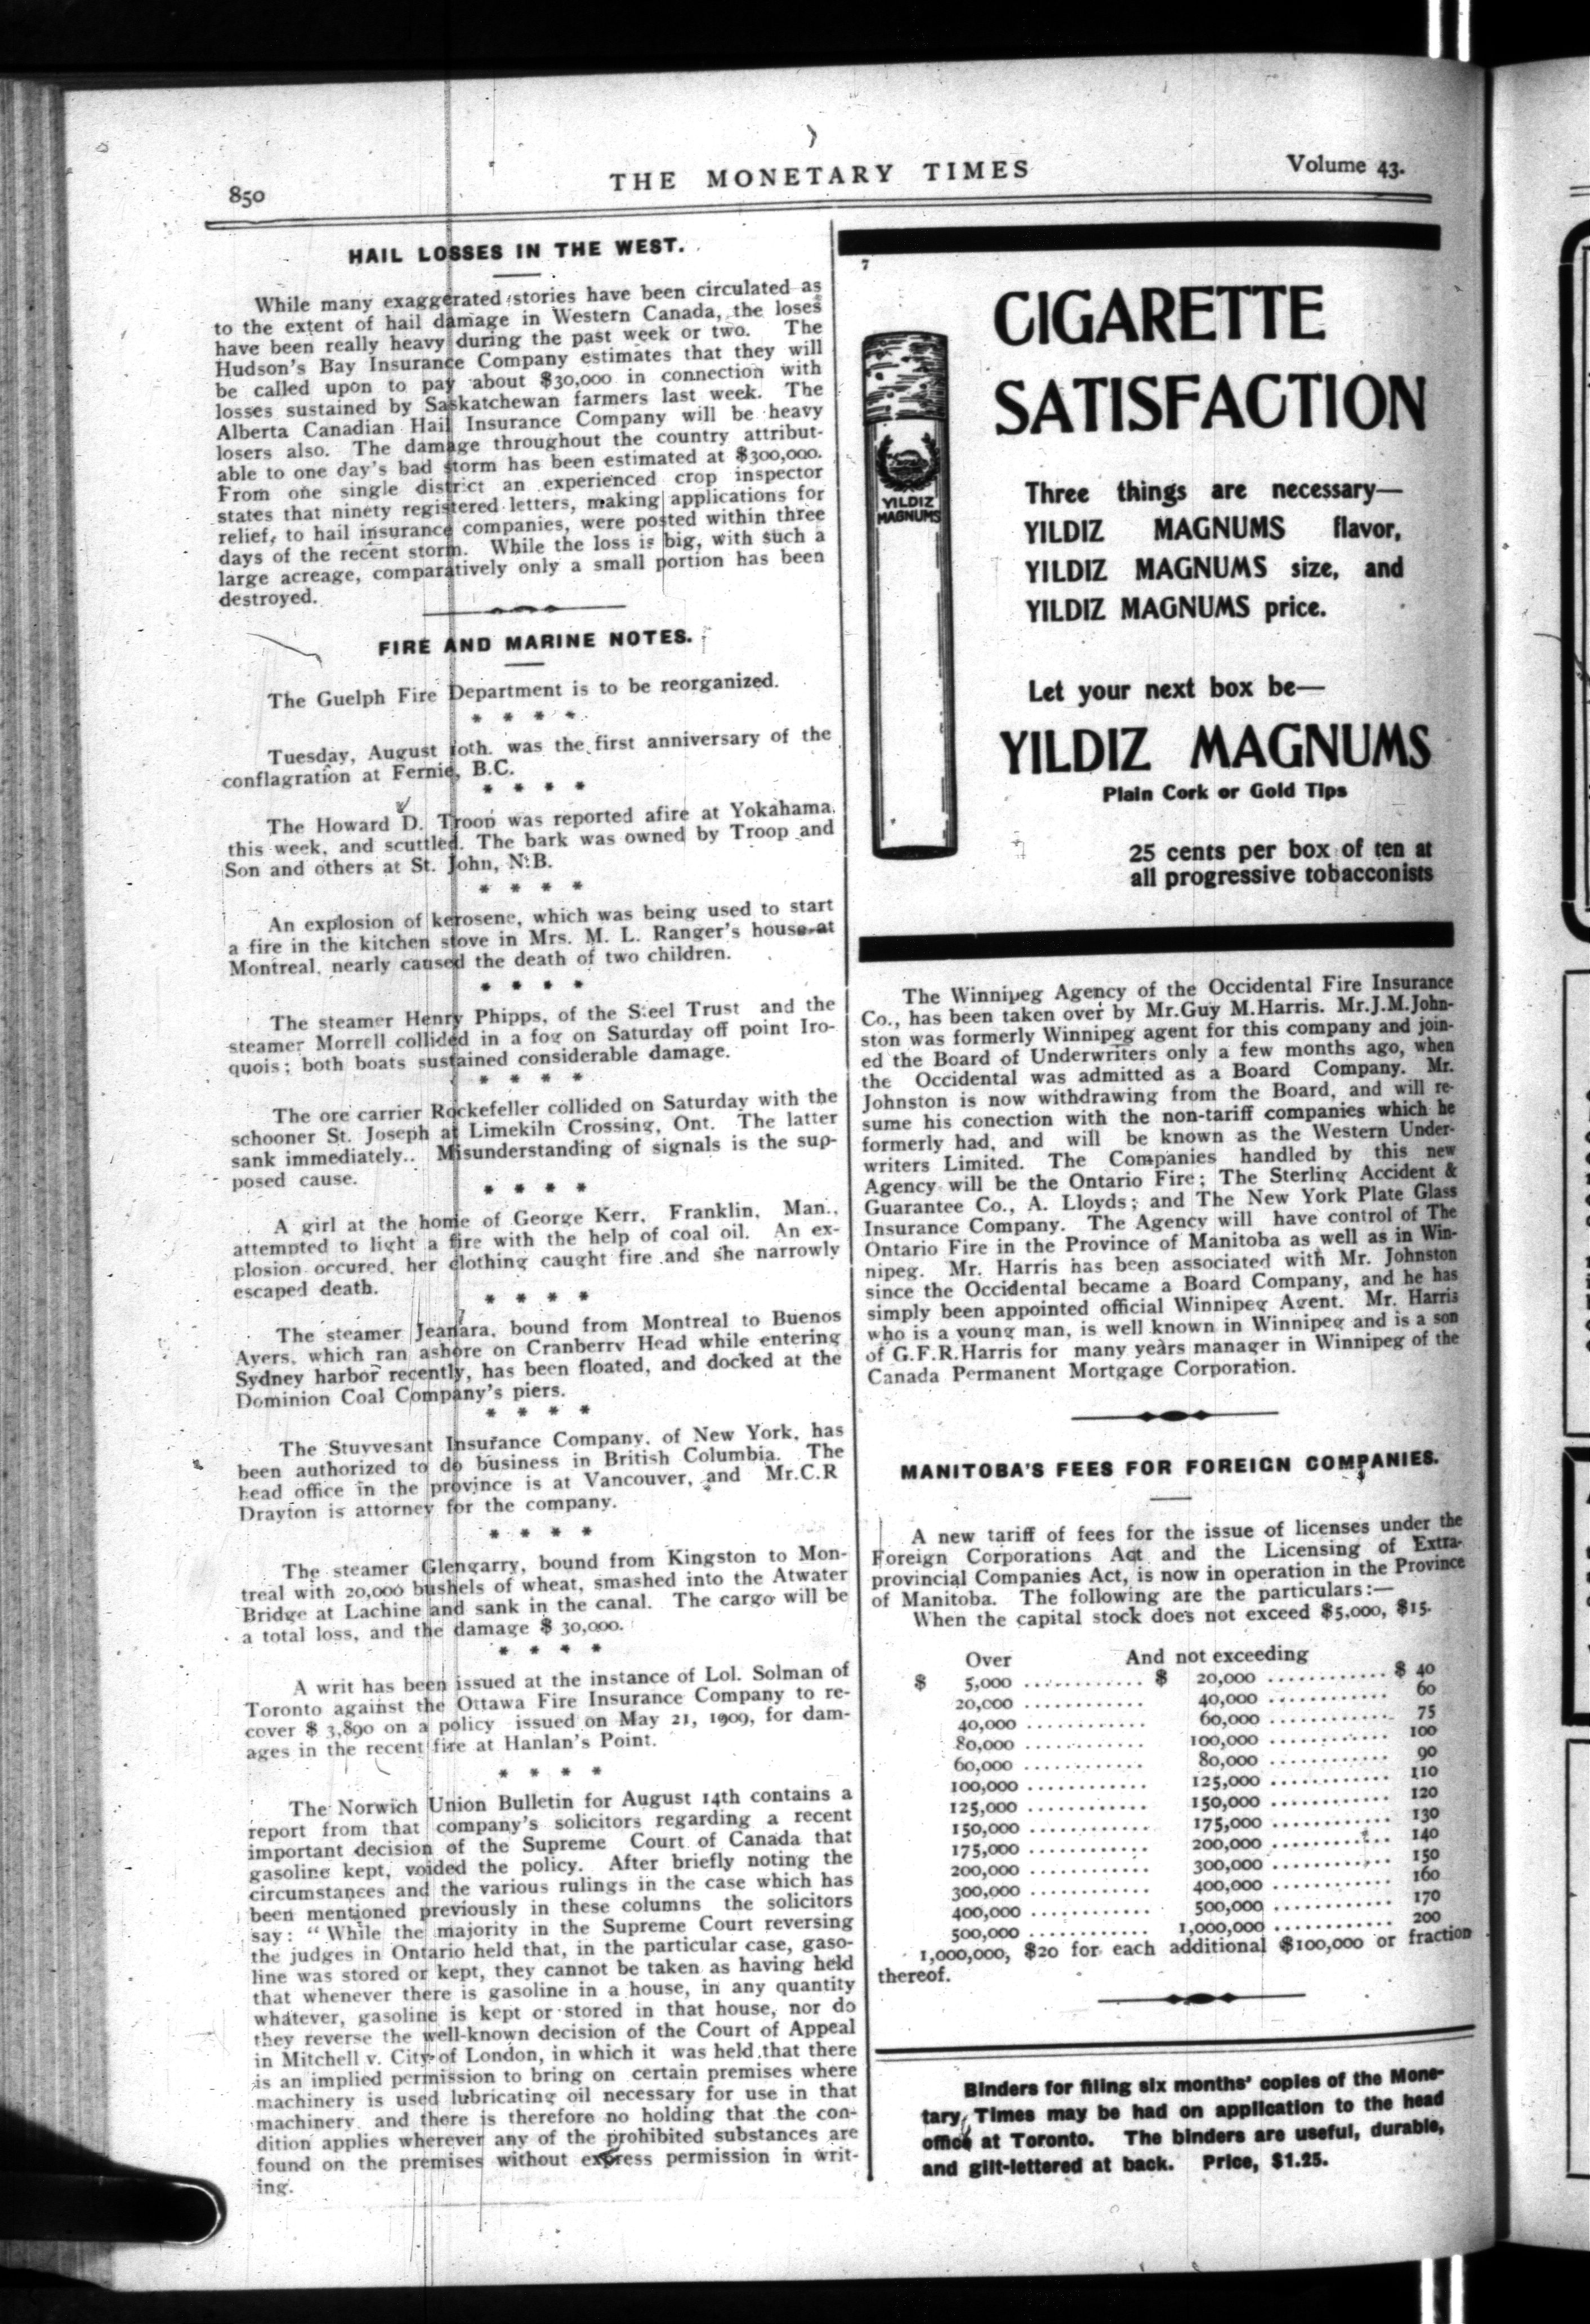 850
THE MONETARY TIMES
Volume 43.
HAIL LOSSES IN THE WEST.
While many exaggerated stories have been circulated as
to the extent of hail damage in Western Canada, the loses
have been really heavy during the past week or two. The
Hudson's Bay Insurance Company estimates that they will
be called upon to pay about $30,000 in connection with
losses sustained by Saskatchewan farmers last week. The
Alberta Canadian Hail Insurance Company will be heavy
losers also. The damage throughout the country attribut-
able to one day's bad storm has been estimated at $300,000.
From one single district an experienced crop inspector
states that ninety registered letters, making applications for
relief, to hail insurance companies, were posted within three
days of the recent storm. While the loss is big, with such a
large acreage, comparatively only a small portion has been
destroyed.
FIRE AND MARINE NOTES.
The Guelph Fire Department is to be reorganized.
* * * *
Tuesday, August 10th. was the first anniversary of the
conflagration at Fernie, B.C.
* * * *
The Howard D. Troop was reported afire at Yokahama.
this week, and scuttled. The bark was owned by Troop and
Son and others at St. John, N.B.
* * * *
An explosion of kerosene, which was being used to start
a fire in the kitchen stove in Mrs. M. L. Ranger's house at
Montreal, nearly caused the death of two children.
* * * *
The steamer Henry Phipps, of the Steel Trust and the
steamer Morrell collided in a fog on Saturday off point Iro-
quois; both boats sustained considerable damage.
* * * *
The ore carrier Rockefeller collided on Saturday with the
schooner St. Joseph at Limekiln Crossing, Ont. The latter
sank immediately.. Misunderstanding of signals is the sup-
posed cause.
* * * *
A girl at the home of George Kerr, Franklin, Man.,
attempted to light a fire with the help of coal oil. An ex-
plosion occured, her clothing caught fire and she narrowly
escaped death.
* * * *
The steamer Jeanara, bound from Montreal to Buenos
Ayers, which ran ashore on Cranberry Head while entering
Sydney harbor recently, has been floated, and docked at the
Dominion Coal Company's piers.
* * * *
The Stuyvesant Insurance Company, of New York, has
been authorized to do business in British Columbia. The
head office in the province is at Vancouver, and Mr.C.R
Drayton is attorney for the company.
* * * *
The steamer Glengarry, bound from Kingston to Mon-
treal with 20,000 bushels of wheat, smashed into the Atwater
Bridge at Lachine and sank in the canal. The cargo will be
a total loss, and the damage $ 30,000.
* * * *
A writ has been issued at the instance of Lol. Solman of
Toronto against the Ottawa Fire Insurance Company to re-
cover $ 3,890 on a policy issued on May 21, 1909, for dam-
ages in the recent fire at Hanlan's Point.
* * * *
The Norwich Union Bulletin for August 14th contains a
report from that company's solicitors regarding a recent
important decision of the Supreme Court of Canada that
gasoline kept, voided the policy. After briefly noting the
circumstances and the various rulings in the case which has
been mentioned previously in these columns the solicitors
say: "While the majority in the Supreme Court reversing
the judges in Ontario held that, in the particular case, gaso-
line was stored or kept, they cannot be taken as having held
that whenever there is gasoline in a house, in any quantity
whatever, gasoline is kept or stored in that house, nor do
they reverse the well-known decision of the Court of Appeal
in Mitchell v. City of London, in which it was held that there
is an implied permission to bring on certain premises where
machinery is used lubricating oil necessary for use in that
machinery and there is therefore no holding that the con-
dition applies wherever any of the prohibited substances are
found on the premises without express permission in writ-
ing.
7
CIGARETTE
SATISFACTION
YILDIZ
MAGNUMS
Three things are necessary—
YILDIZ MAGNUMS flavor,
YILDIZ MAGNUMS size, and
YILDIZ MAGNUMS price.
Let your next box be—
YILDIZ MAGNUMS
Plain Cork or Gold Tips
25 cents per box of ten at
all progressive tobacconists
The Winnipeg Agency of the Occidental Fire Insurance
Co., has been taken over by Mr.Guy M.Harris. Mr.J.M.John-
ston was formerly Winnipeg agent for this company and join-
ed the Board of Underwriters only a few months ago, when
the Occidental was admitted as a Board Company. Mr.
Johnston is now withdrawing from the Board, and will re-
sume his conection with the non-tariff companies which he
formerly had, and will be known as the Western Under-
writers Limited. The Companies handled by this new
Agency will be the Ontario Fire; The Sterling Accident &
Guarantee Co., A. Lloyds; and The New York Plate Glass
Insurance Company. The Agency will have control of The
Ontario Fire in the Province of Manitoba as well as in Win-
nipeg. Mr. Harris has been associated with Mr. Johnston
since the Occidental became a Board Company, and he has
simply been appointed official Winnipeg Agent. Mr. Harris
who is a young man, is well known in Winnipeg and is a son
of G.F.R.Harris for many years manager in Winnipeg of the
Canada Permanent Mortgage Corporation.
MANITOBA'S FEES FOR FOREIGN COMPANIES.
A new tariff of fees for the issue of licenses under the
Foreign Corporations Act and the Licensing of Extra-
provincial Companies Act, is now in operation in the Province
of Manitoba. The following are the particulars:—
When the capital stock does not exceed $5,000, $15.
Over And not exceeding
$ 5,000 ............ $ 20,000 ............ $ 40
20,000 ............ 40,000 ............ 60
40,000 ............ 60,000 ............ 75
80,000 ............ 100,000 ............ 100
60,000 ............ 80,000 ............ 90
100,000 ............ 125,000 ............ 110
125,000 ............ 150,000 ............ 120
150,000 ............ 175,000 ............ 130
175,000 ............ 200,000 ............ 140
200,000 ............ 300,000 ............ 150
300,000 ............ 400,000 ............ 160
400,000 ............ 500,000 ............ 170
500,000 ............ 1,000,000 ............ 200
1,000,000, $20 for each additional $100,000 or fraction
thereof.
Binders for filing six months' copies of the Mone-
tary Times may be had on application to the head
office at Toronto. The binders are useful, durable,
and gilt-lettered at back. Price, $1.25.